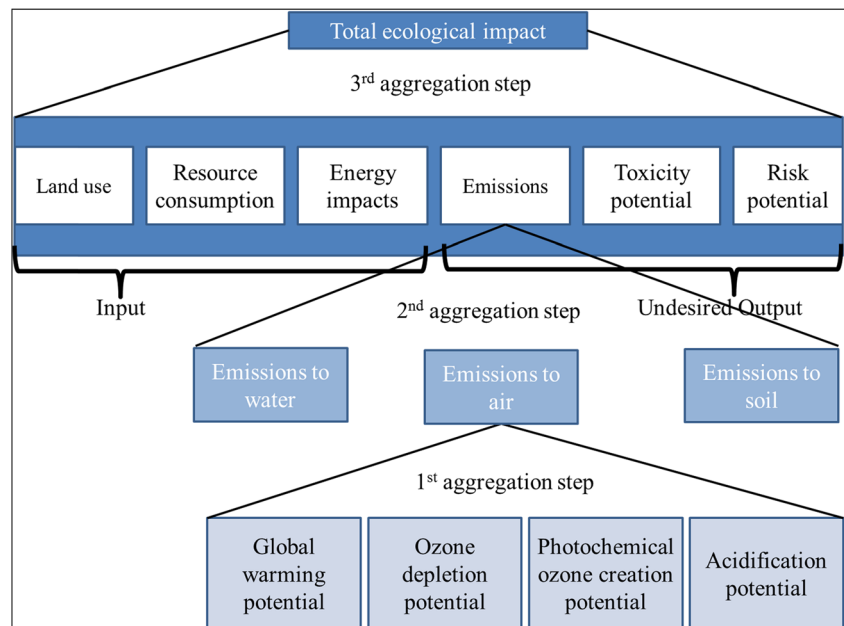 Total ecological impact
3rd aggregation step
Land use
Resource
consumption
Energy
impacts
Emissions
Toxicity
potential
Risk
potential
Input
Undesired Output
2nd aggregation step
Emissions to
water
Emissions to
air
Emissions to
soil
1st aggregation step
Global
warming
potential
Ozone
depletion
potential
Photochemical
ozone creation
potential
Acidification
potential